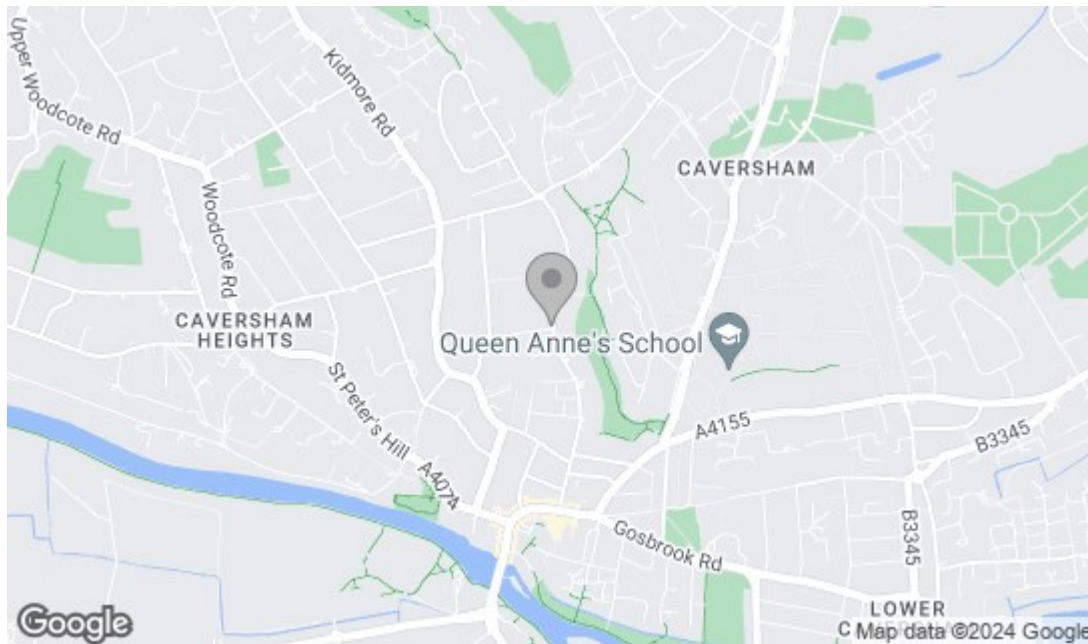 Upper Woodcote Rd
Kidmore Rd
CAVERSHAM
Woodcote Rd
CAVERSHAM
HEIGHTS
Queen Anne's School
St Peter's Hill
A4074
A4155
B3345
B3345
Gosbrook Rd
LOWER
Google
Map data ©2024 Google